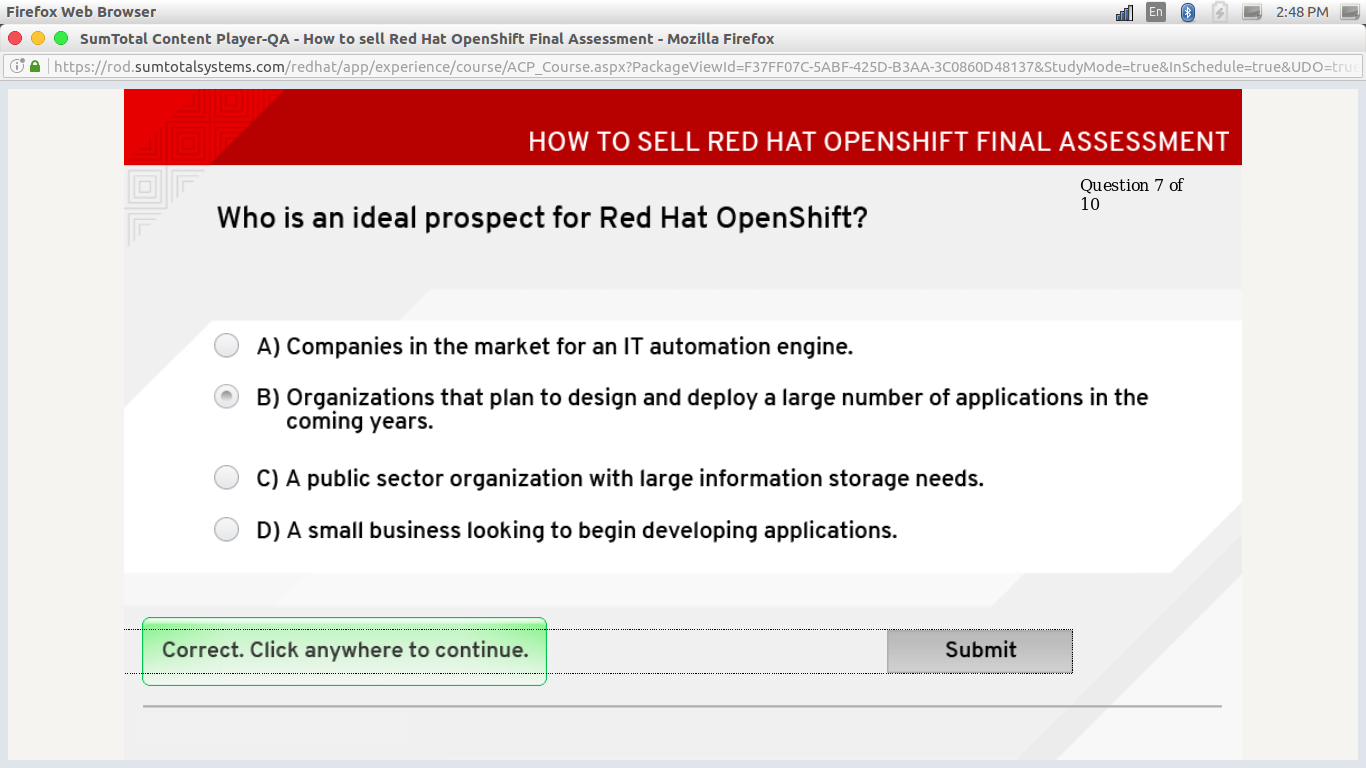 Firefox Web Browser
En
2:48 PM
SumTotal Content Player-QA - How to sell Red Hat OpenShift Final Assessment - Mozilla Firefox
https://rod.sumtotalsystems.com/redhat/app/experience/course/ACP_Course.aspx?PackageViewId=F37FF07C-5ABF-425D-B3AA-3C0860D48137&StudyMode=true&InSchedule=true&UDO=true
HOW TO SELL RED HAT OPENSHIFT FINAL ASSESSMENT
Question 7 of
10
Who is an ideal prospect for Red Hat OpenShift?
A) Companies in the market for an IT automation engine.
B) Organizations that plan to design and deploy a large number of applications in the
coming years.
C) A public sector organization with large information storage needs.
D) A small business looking to begin developing applications.
Correct. Click anywhere to continue.
Submit